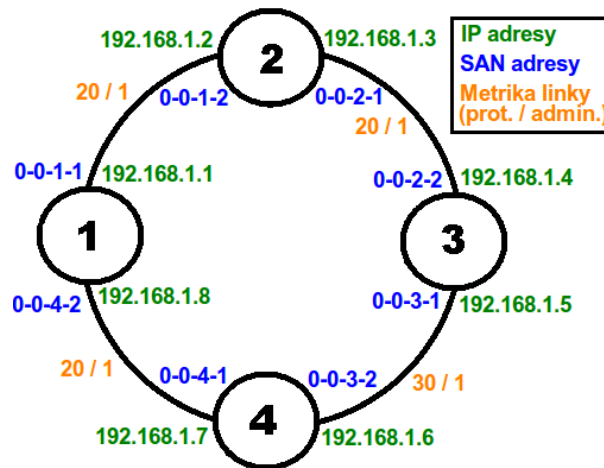 192.168.1.2
192.168.1.3
2
IP adresy
SAN adresy
Metrika linky
(prot. / admin.)
20 / 1
0-0-1-2
0-0-2-1
20 / 1
0-0-1-1
192.168.1.1
0-0-2-2
192.168.1.4
1
3
0-0-4-2
192.168.1.8
0-0-3-1
192.168.1.5
20 / 1
0-0-4-1
0-0-3-2
30 / 1
4
192.168.1.7
192.168.1.6